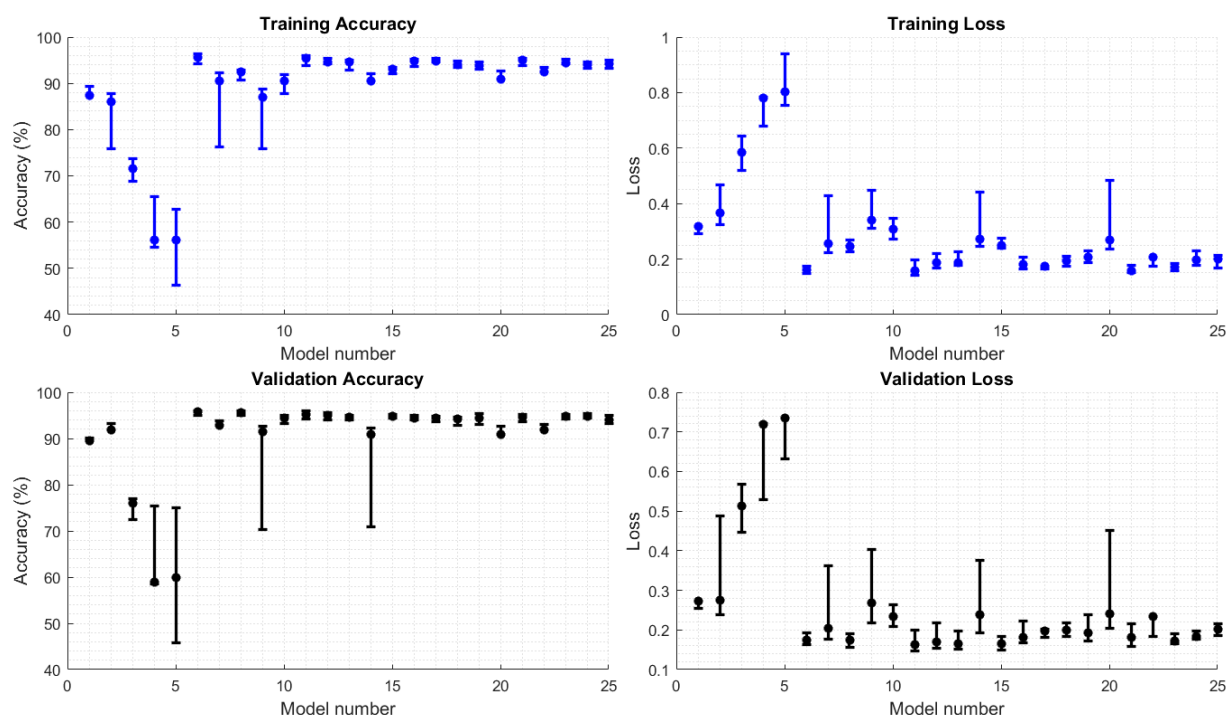 Training Accuracy
100
90
80
70
60
50
40
Accuracy (%)
0 5 10 15 20 25
Model number
Training Loss
1
0.8
0.6
0.4
0.2
0
Loss
0 5 10 15 20 25
Model number
Validation Accuracy
100
90
80
70
60
50
40
Accuracy (%)
0 5 10 15 20 25
Model number
Validation Loss
0.8
0.7
0.6
0.5
0.4
0.3
0.2
0.1
Loss
0 5 10 15 20 25
Model number